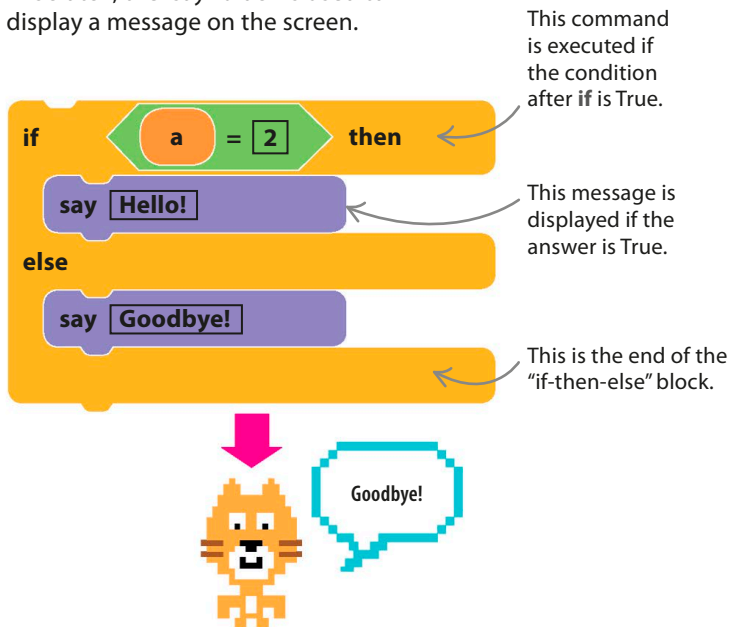 display a message on the screen.
This command
is executed if
the condition
after if is True.
if a = 2 then
say Hello!
This message is
displayed if the
answer is True.
else
say Goodbye!
This is the end of the
“if-then-else” block.
Goodbye!